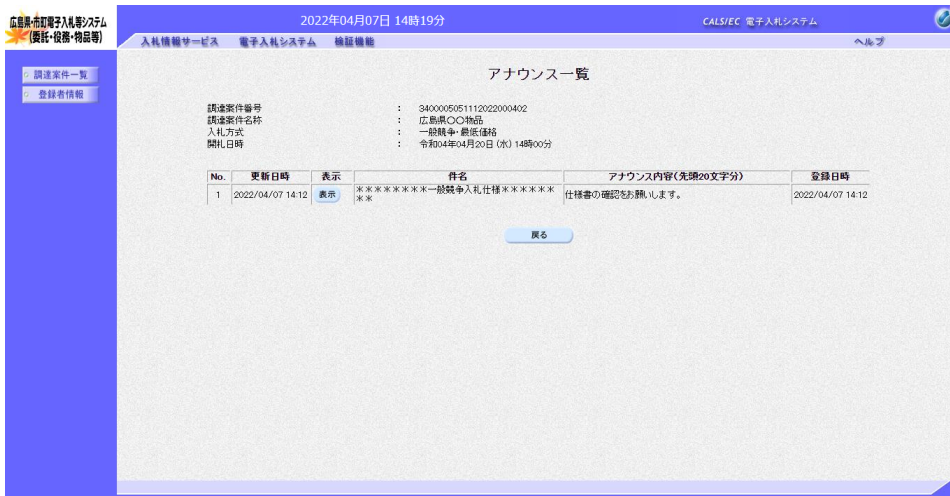 広島県・市町電子入札等システム
(委託・役務・物品等)
2022年04月07日 14時19分
CALS/EC 電子入札システム
入札情報サービス 電子入札システム 検証機能 ヘルプ
調達案件一覧
登録者情報
アナウンス一覧
調達案件番号 : 3400005051112022000402
調達案件名称 : 広島県〇〇物品
入札方式 : 一般競争・最低価格
開札日時 : 令和04年04月20日(水) 14時00分
No. 更新日時 表示 件名 アナウンス内容(先頭20文字分) 登録日時
1 2022/04/07 14:12 表示 ********一般競争入札仕様****** 仕様書の確認をお願いします。 2022/04/07 14:12
**
戻る